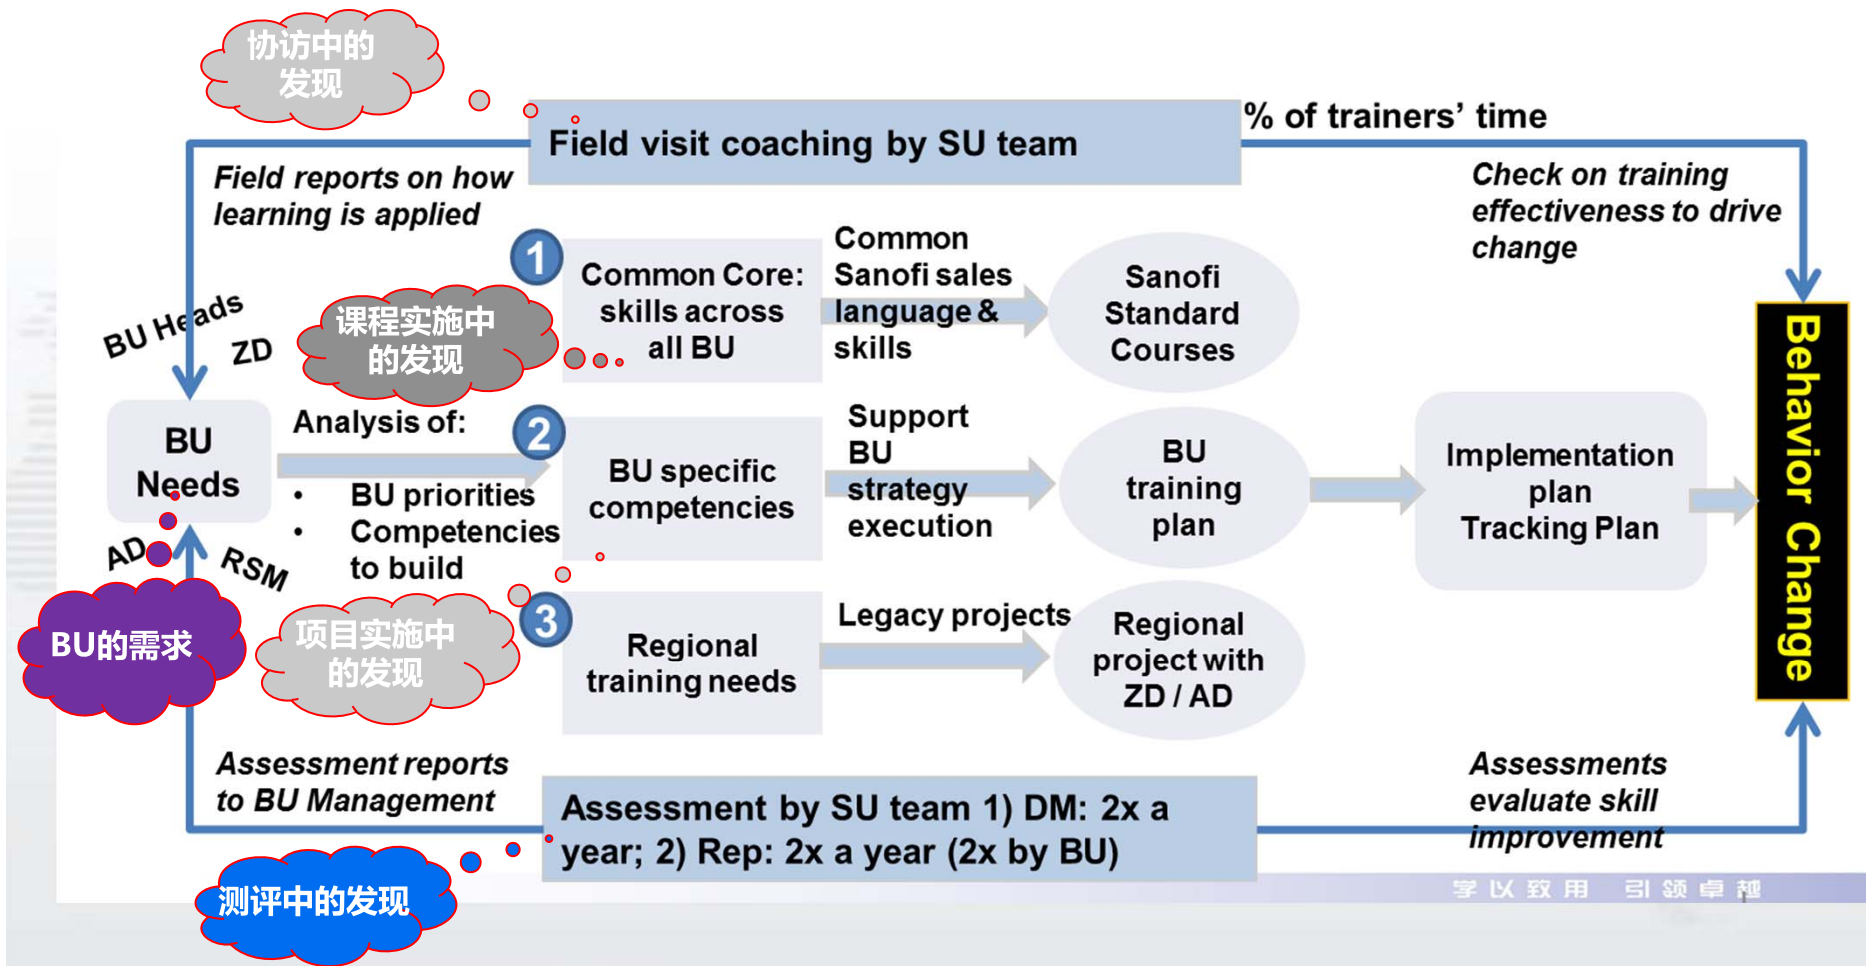 协访中的
发现
% of trainers’ time
Field visit coaching by SU team
Field reports on how
learning is applied
Check on training
effectiveness to drive
change
1
Common Core:
skills across
all BU
Common
Sanofi sales
language &
skills
Sanofi
Standard
Courses
BU Heads
ZD
课程实施中
的发现
BU
Needs
Analysis of:
• BU priorities
• Competencies
to build
2
BU specific
competencies
Support
BU
strategy
execution
BU
training
plan
Implementation
plan
Tracking Plan
Behavior Change
AD
RSM
BU的需求
项目实施中
的发现
3
Regional
training needs
Legacy projects
Regional
project with
ZD / AD
Assessment reports
to BU Management
Assessment by SU team 1) DM: 2x a
year; 2) Rep: 2x a year (2x by BU)
Assessments
evaluate skill
improvement
测评中的发现
学以致用 引领卓越